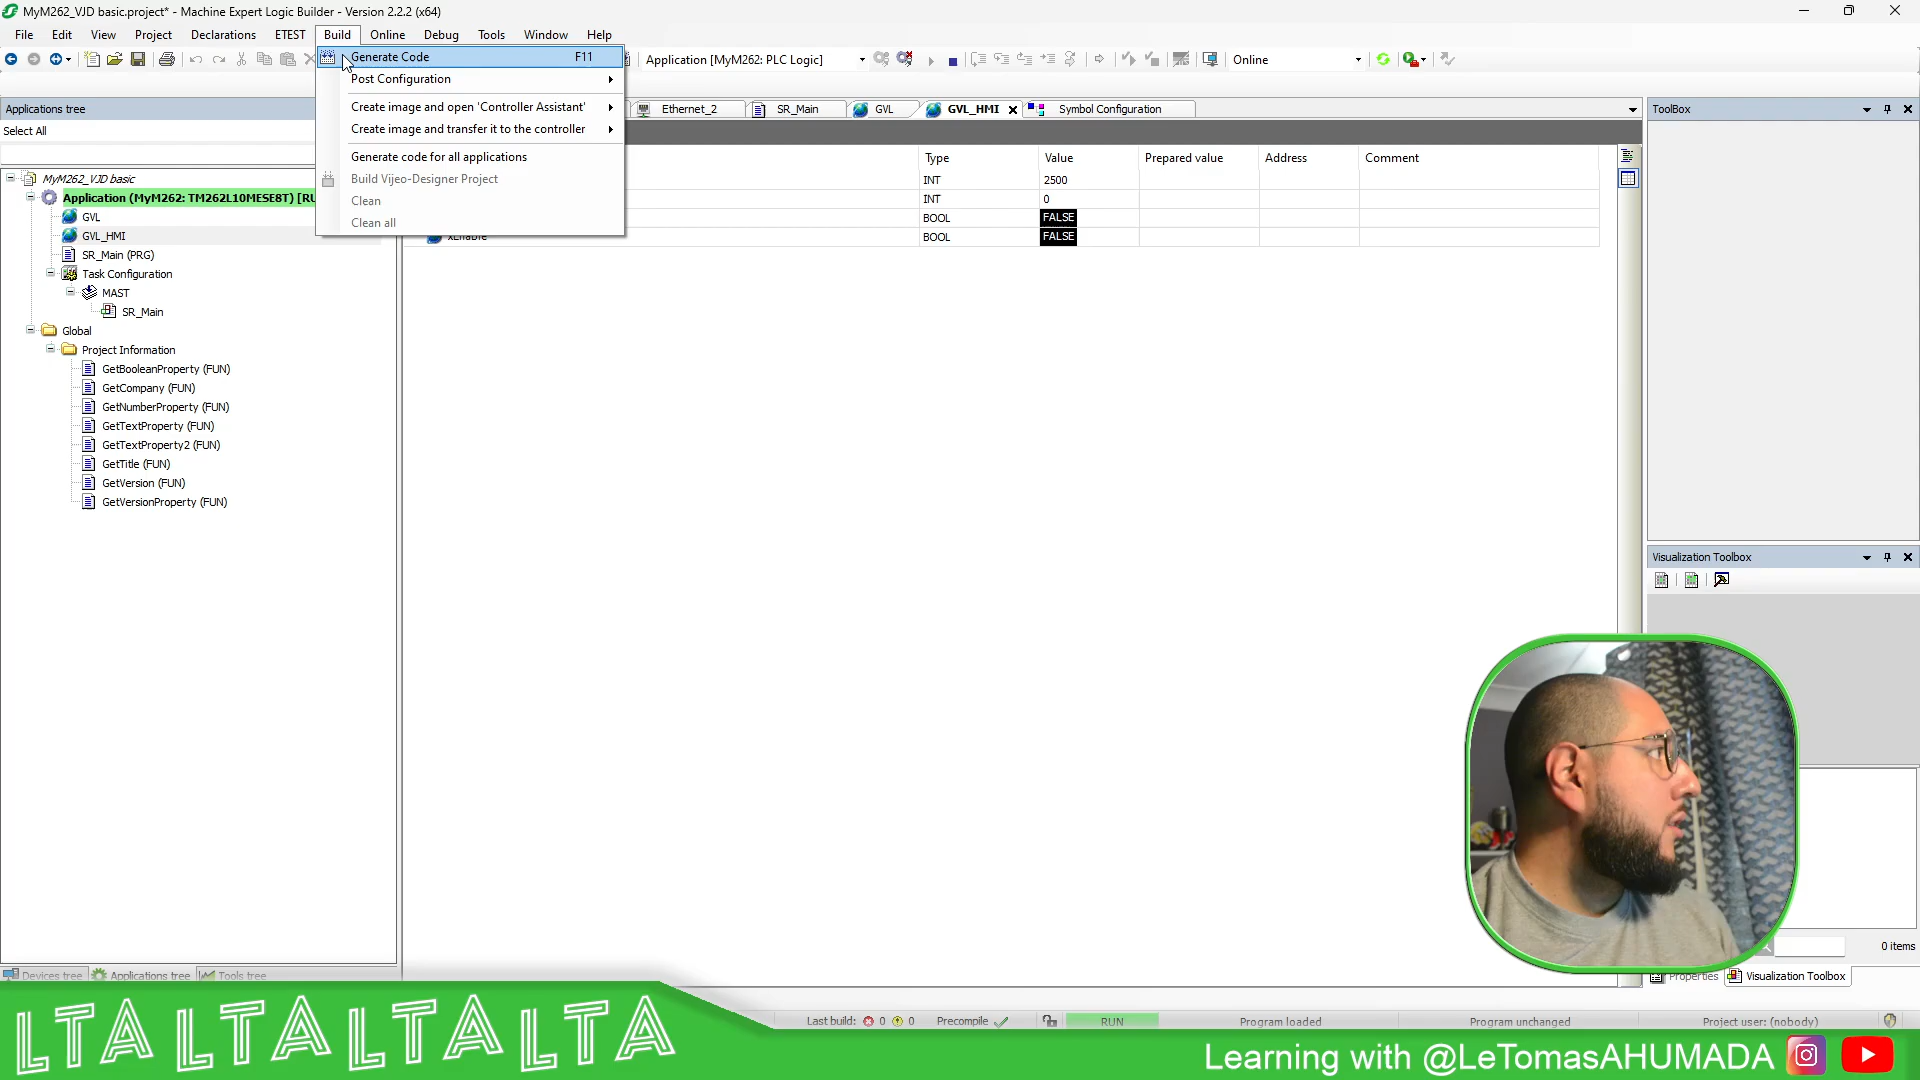 MyM262_VJD basic.project* - Machine Expert Logic Builder - Version 2.2.2 (x64)
File Edit View Project Declarations ETEST Build Online Debug Tools Window Help
Application [MyM262: PLC Logic]
Online
Generate Code F11
Post Configuration
Create image and open 'Controller Assistant'
Create image and transfer it to the controller
Generate code for all applications
Build Vijeo-Designer Project
Clean
Clean all
Applications tree
Select All
MyM262_VJD basic
Application (MyM262: TM262L10MESE8T) [RU
GVL
GVL_HMI
SR_Main (PRG)
Task Configuration
MAST
SR_Main
Global
Project Information
GetBooleanProperty (FUN)
GetCompany (FUN)
GetNumberProperty (FUN)
GetTextProperty (FUN)
GetTextProperty2 (FUN)
GetTitle (FUN)
GetVersion (FUN)
GetVersionProperty (FUN)
Devices tree Applications tree Tools tree
Ethernet_2 SR_Main GVL GVL_HMI Symbol Configuration
Type Value Prepared value Address Comment
INT 2500
INT 0
BOOL FALSE
xEnable BOOL FALSE
ToolBox
Visualization Toolbox
0 items
Properties Visualization Toolbox
Last build: 0 0 Precompile RUN Program loaded Program unchanged Project user: (nobody)
LTALTALTALTA
Learning with @LeTomasAHUMADA